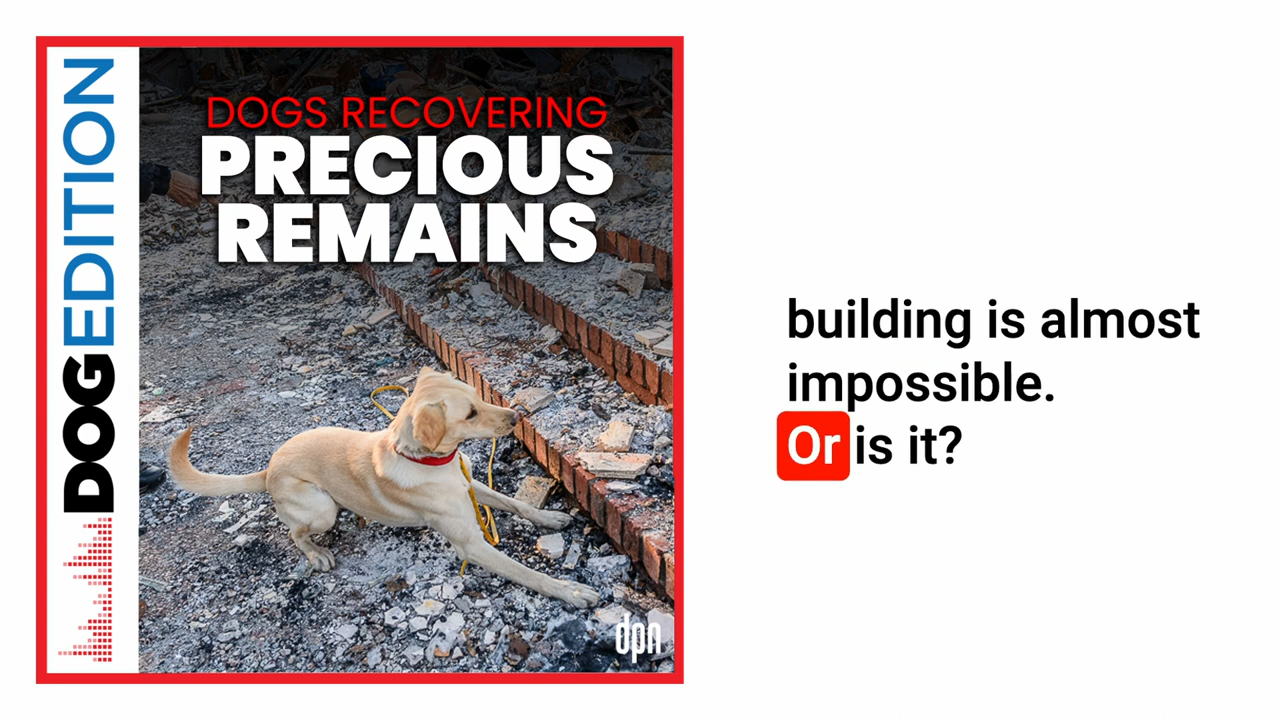 DOGEDITION
DOGS RECOVERING
PRECIOUS
REMAINS
dpn
building is almost
impossible.
Or is it?